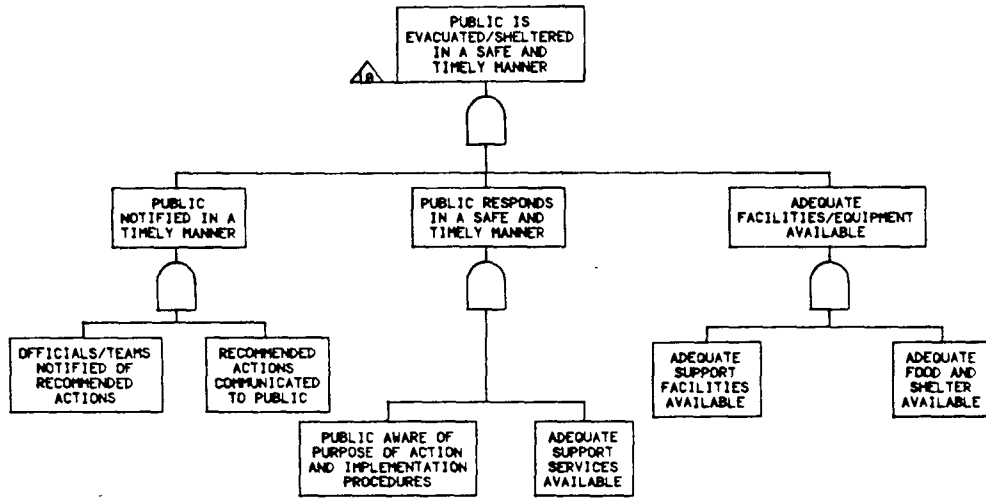 PUBLIC IS
EVACUATED/SHELTERED
IN A SAFE AND
TIMELY MANNER
18
PUBLIC
NOTIFIED IN A
TIMELY MANNER
PUBLIC RESPONDS
IN A SAFE AND
TIMELY MANNER
ADEQUATE
FACILITIES/EQUIPMENT
AVAILABLE
OFFICIALS/TEAMS
NOTIFIED OF
RECOMMENDED
ACTIONS
RECOMMENDED
ACTIONS
COMMUNICATED
TO PUBLIC
PUBLIC AWARE OF
PURPOSE OF ACTION
AND IMPLEMENTATION
PROCEDURES
ADEQUATE
SUPPORT
SERVICES
AVAILABLE
ADEQUATE
SUPPORT
FACILITIES
AVAILABLE
ADEQUATE
FOOD AND
SHELTER
AVAILABLE